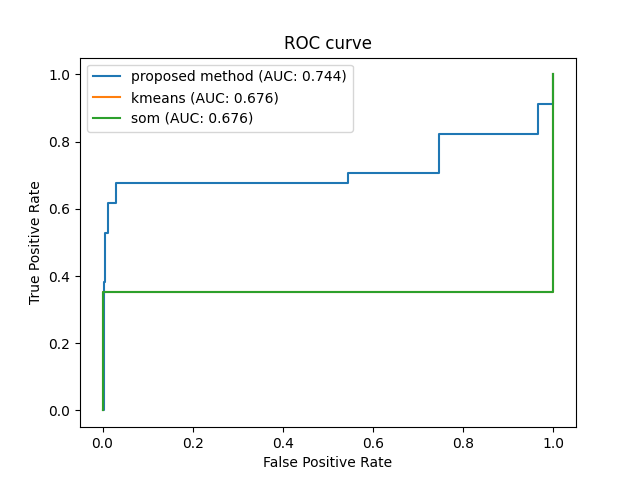 ROC curve
proposed method (AUC: 0.744)
kmeans (AUC: 0.676)
som (AUC: 0.676)
True Positive Rate
1.0
0.8
0.6
0.4
0.2
0.0
0.0 0.2 0.4 0.6 0.8 1.0
False Positive Rate